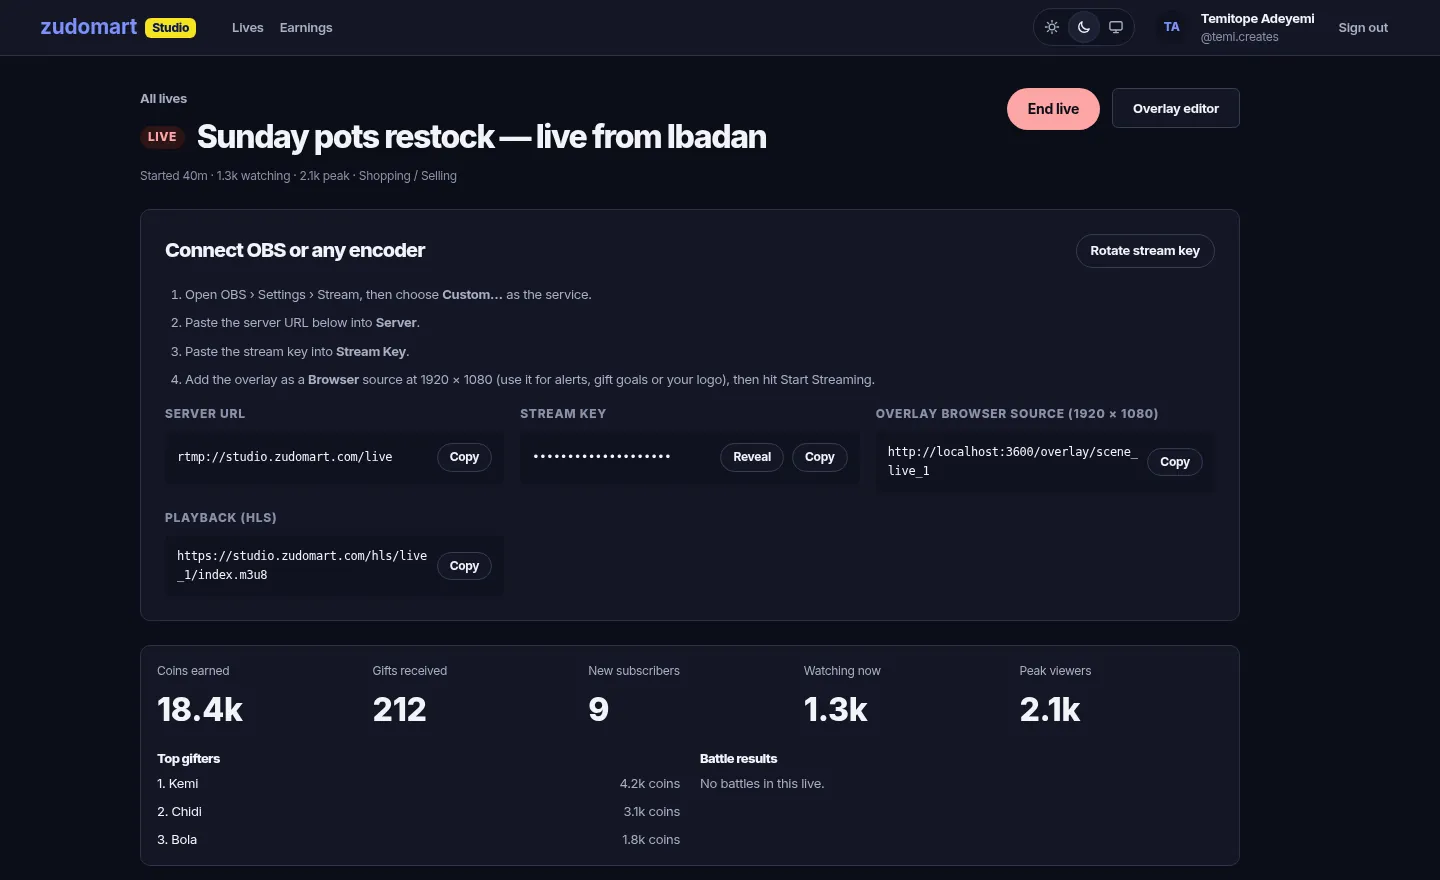 zudomart Studio Lives Earnings TA Temitope Adeyemi Sign out
@temi.creates
All lives End live Overlay editor
LIVE Sunday pots restock — live from Ibadan
Started 40m · 1.3k watching · 2.1k peak · Shopping / Selling
Connect OBS or any encoder Rotate stream key
1. Open OBS › Settings › Stream, then choose Custom... as the service.
2. Paste the server URL below into Server.
3. Paste the stream key into Stream Key.
4. Add the overlay as a Browser source at 1920 × 1080 (use it for alerts, gift goals or your logo), then hit Start Streaming.
SERVER URL STREAM KEY OVERLAY BROWSER SOURCE (1920 × 1080)
rtmp://studio.zudomart.com/live Copy ••••••••••••••••••• Reveal Copy http://localhost:3600/overlay/scene_
live_1 Copy
PLAYBACK (HLS)
https://studio.zudomart.com/hls/live
_1/index.m3u8 Copy
Coins earned Gifts received New subscribers Watching now Peak viewers
18.4k 212 9 1.3k 2.1k
Top gifters Battle results
1. Kemi 4.2k coins No battles in this live.
2. Chidi 3.1k coins
3. Bola 1.8k coins